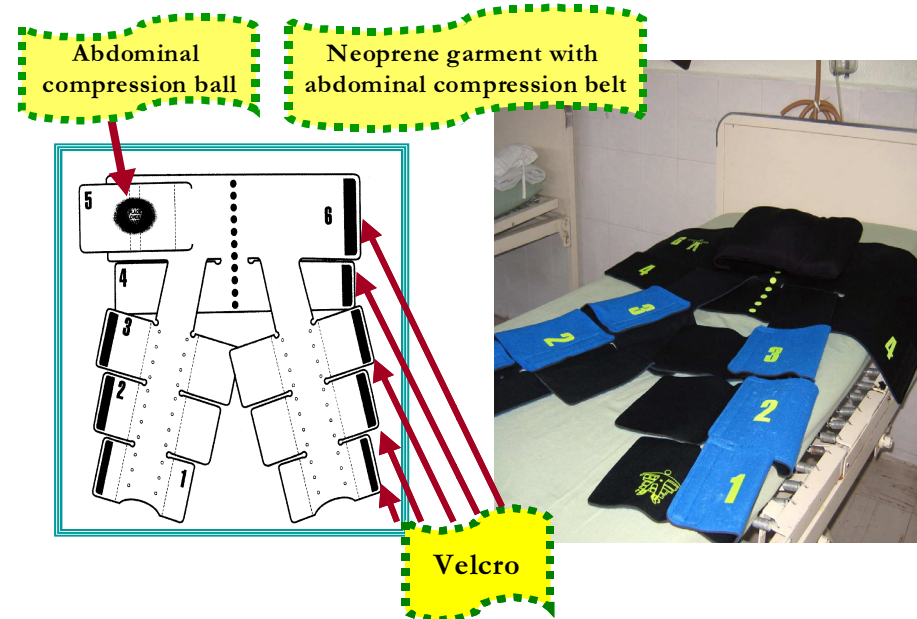 Abdominal
compression ball
Neoprene garment with
abdominal compression belt
5
6
4
3
2
1
6
4
3
2
3
4
2
1
Velcro